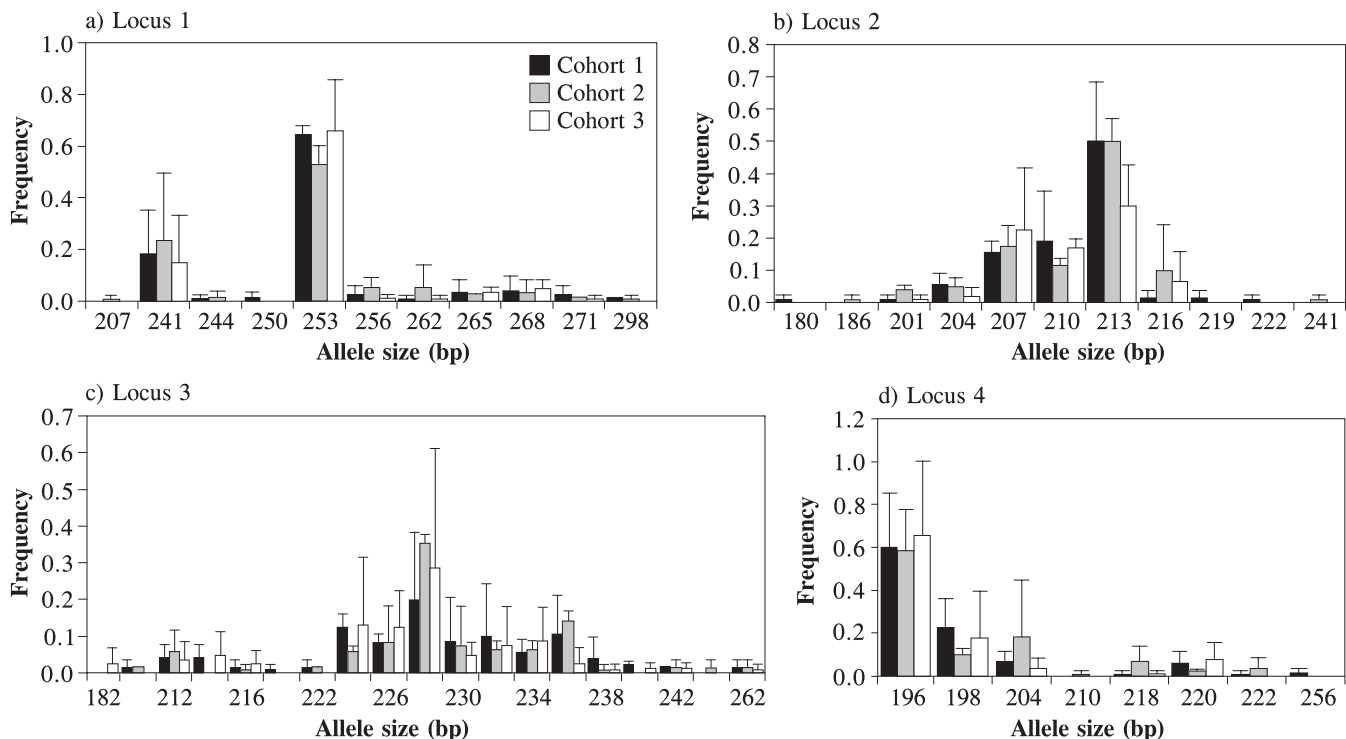 a) Locus 1
1.0
0.8
0.6
0.4
0.2
0.0
Frequency
Cohort 1
Cohort 2
Cohort 3
207 241 244 250 253 256 262 265 268 271 298
Allele size (bp)
b) Locus 2
0.8
0.7
0.6
0.5
0.4
0.3
0.2
0.1
0.0
Frequency
180 186 201 204 207 210 213 216 219 222 241
Allele size (bp)
c) Locus 3
0.7
0.6
0.5
0.4
0.3
0.2
0.1
0.0
Frequency
182 212 216 222 226 230 234 238 242 262
Allele size (bp)
d) Locus 4
1.2
1.0
0.8
0.6
0.4
0.2
0.0
Frequency
196 198 204 210 218 220 222 256
Allele size (bp)